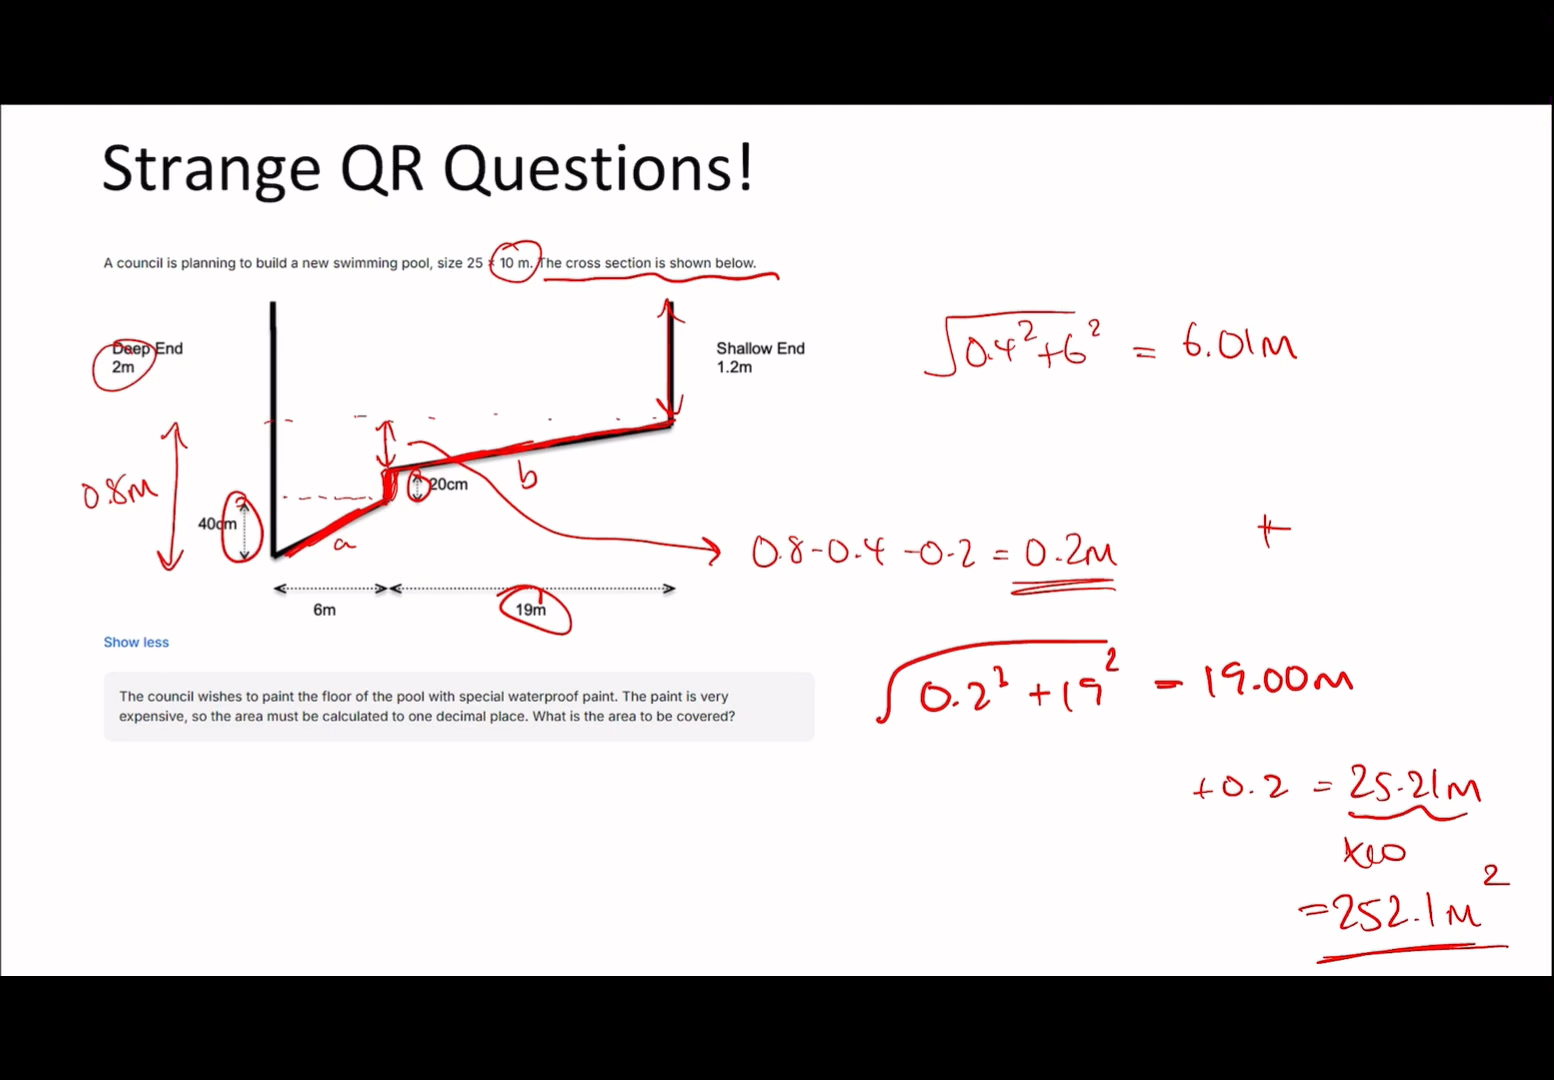 Strange QR Questions!
A council is planning to build a new swimming pool, size 25 × 10 m. The cross section is shown below.
Deep End
2m
Shallow End
1.2m
√0.4²+6² = 6.01m
0.8m
40cm
20cm
a
b
0.8-0.4-0.2 = 0.2m
+
6m
19m
Show less
√0.2²+19² = 19.00m
The council wishes to paint the floor of the pool with special waterproof paint. The paint is very
expensive, so the area must be calculated to one decimal place. What is the area to be covered?
+0.2 = 25.21m
×10
=252.1m²